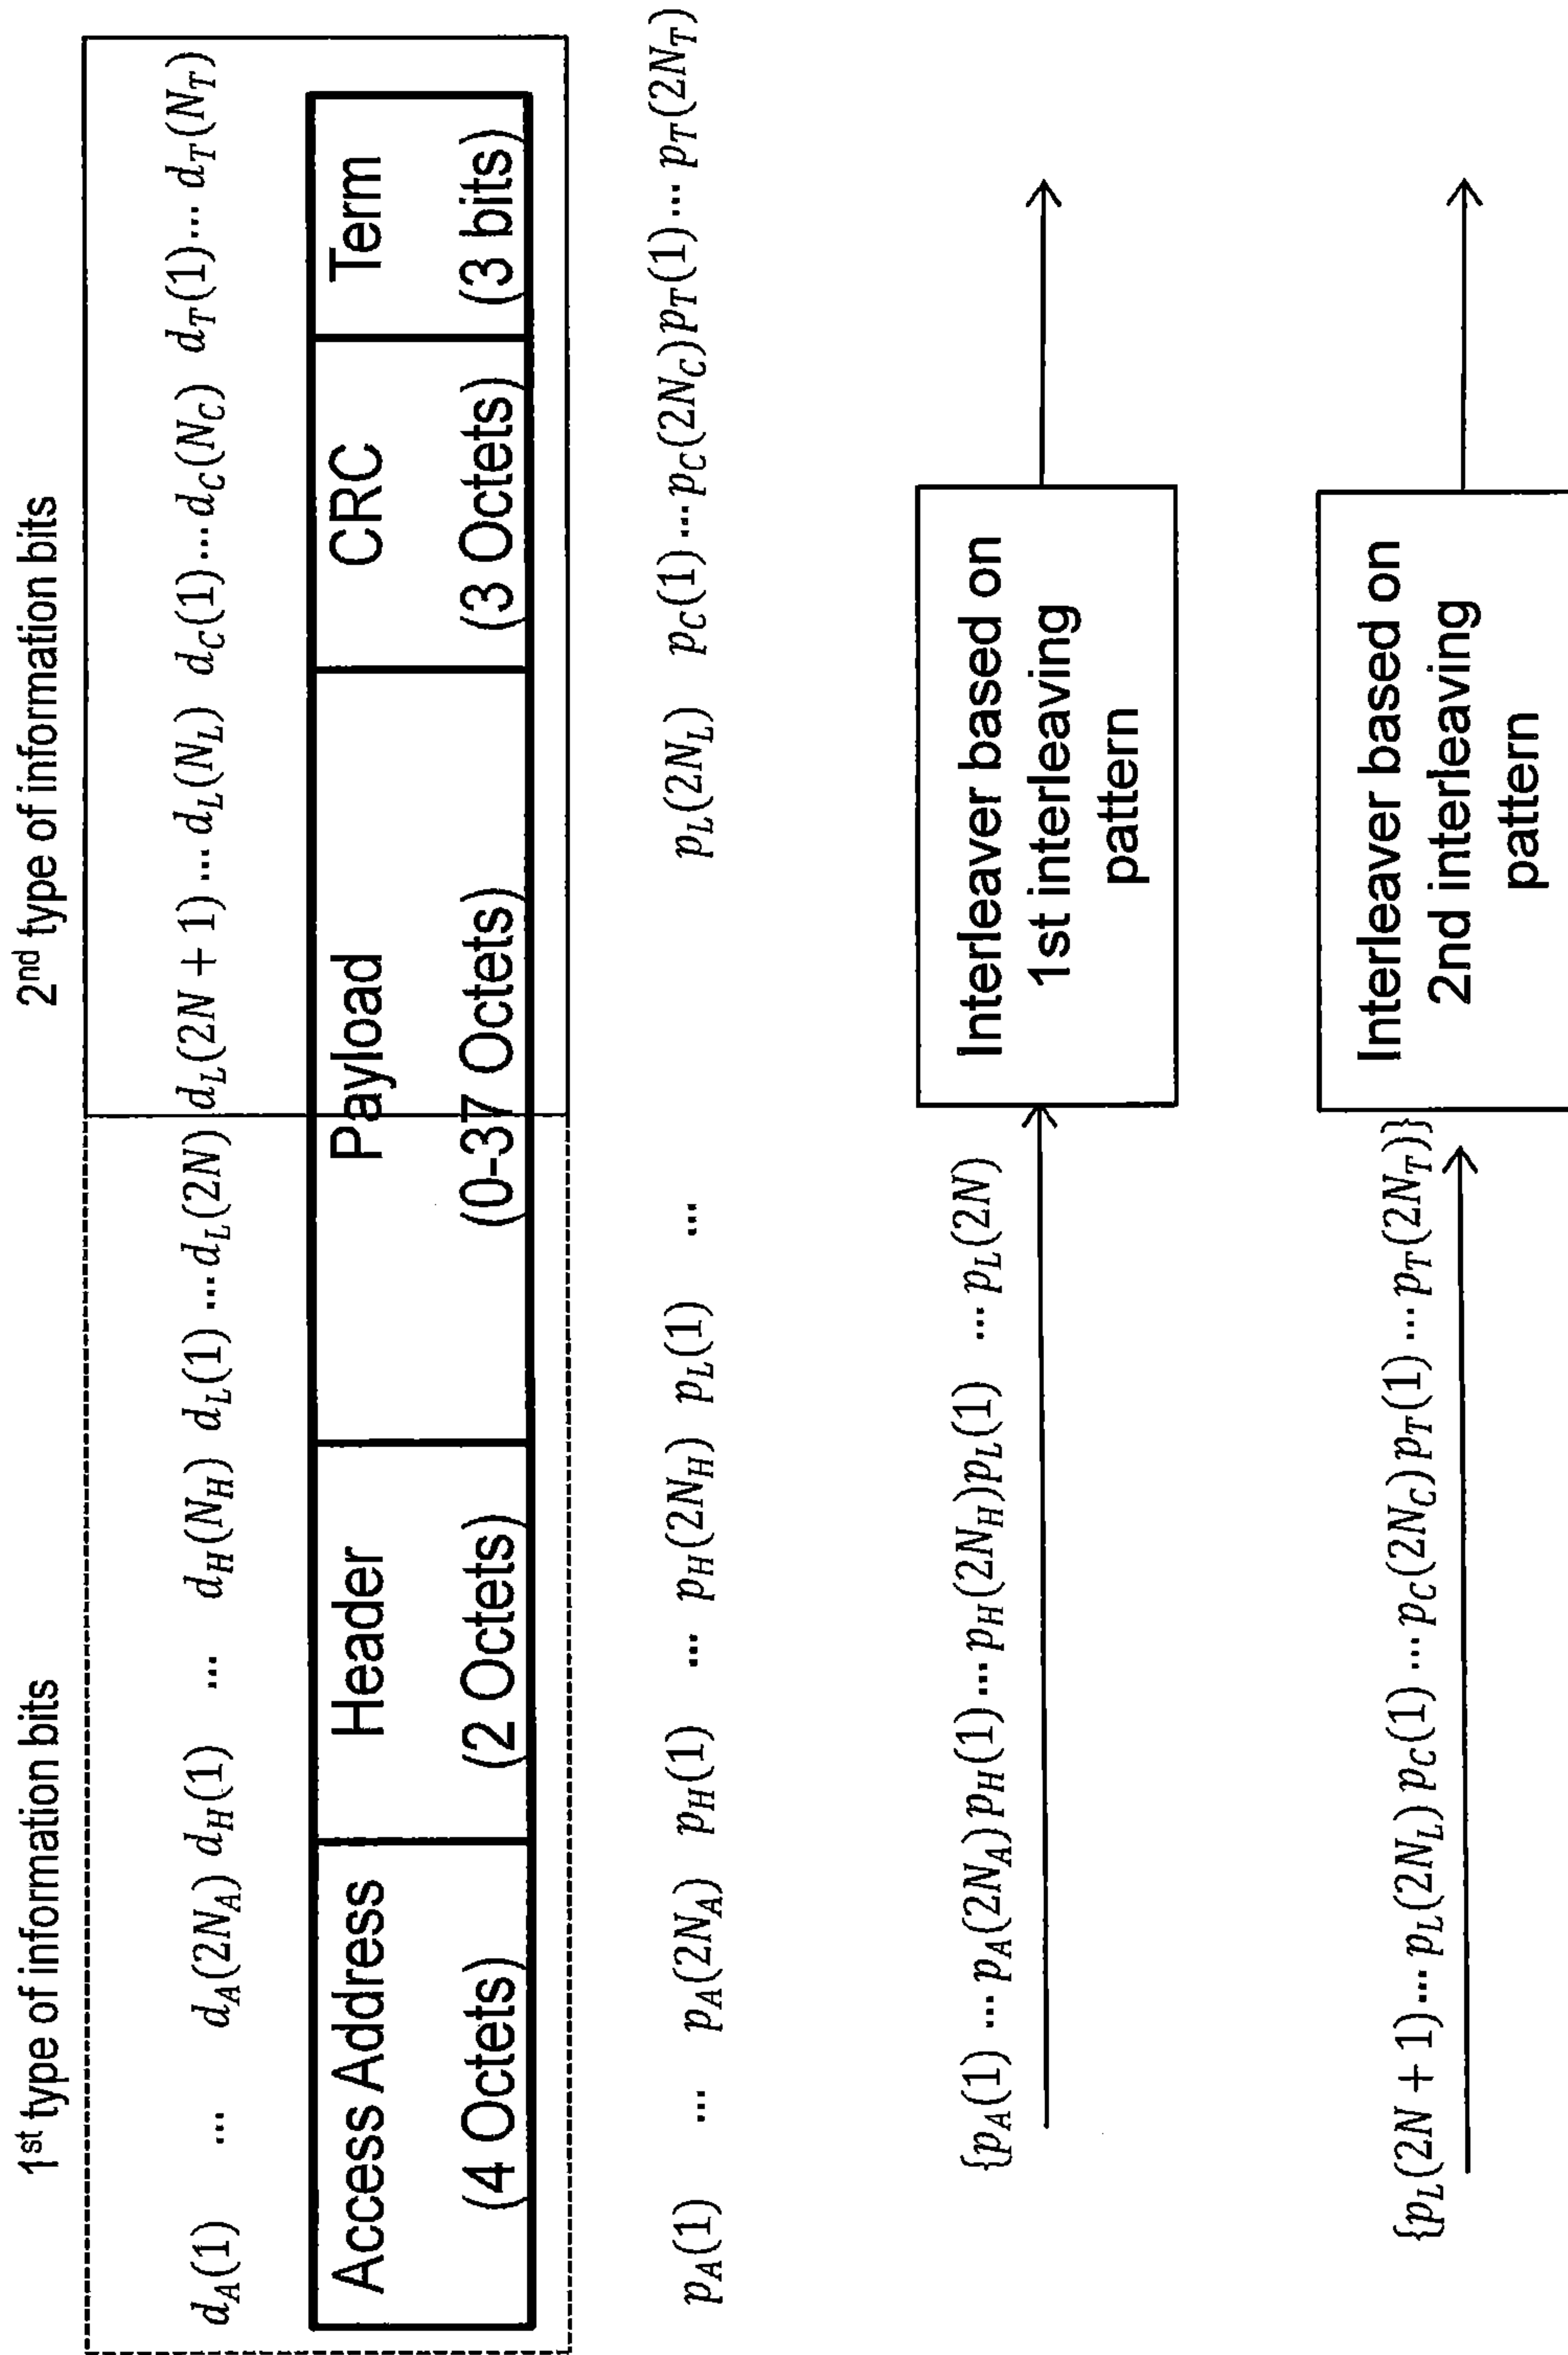 1st type of information bits
2nd type of information bits
d_A(1) ... d_A(2N_A) d_H(1) ... d_H(N_H) d_L(1) ... d_L(2N) d_L(2N + 1) ... d_L(N_L) d_C(1) ... d_C(N_C) d_T(1) ... d_T(N_T)
Access Address
(4 Octets)
Header
(2 Octets)
Payload
(0-37 Octets)
CRC
(3 Octets)
Term
(3 bits)
p_A(1) ... p_A(2N_A) p_H(1) ... p_H(2N_H) p_L(1) ... ... p_L(2N_L) p_C(1) ... p_C(2N_C)p_T(1) ... p_T(2N_T)
{p_A(1) ... p_A(2N_A)p_H(1) ... p_H(2N_H)p_L(1) ... p_L(2N)
Interleaver based on
1st interleaving
pattern
{p_L(2N + 1) ... p_L(2N_L) p_C(1) ... p_C(2N_C)p_T(1) ... p_T(2N_T)}
Interleaver based on
2nd interleaving
pattern